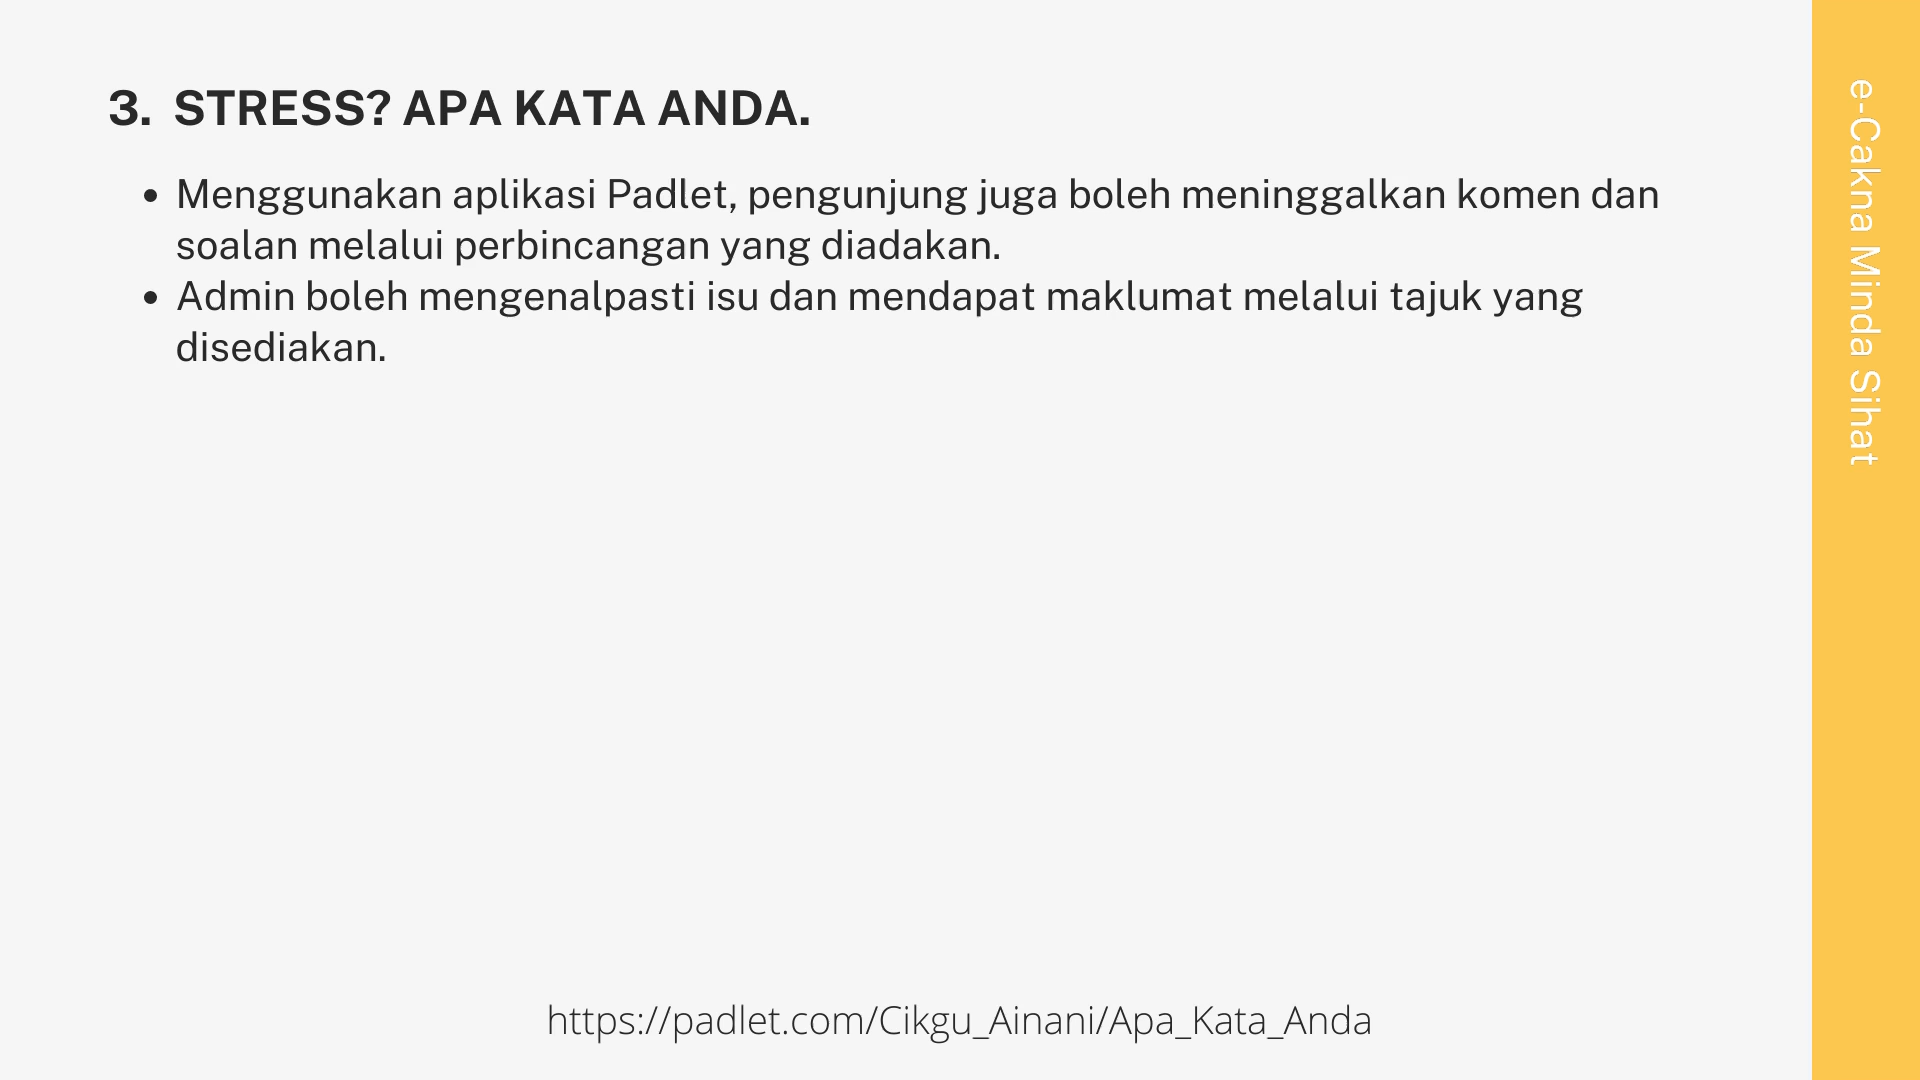 3. STRESS? APA KATA ANDA.
• Menggunakan aplikasi Padlet, pengunjung juga boleh meninggalkan komen dan
soalan melalui perbincangan yang diadakan.
• Admin boleh mengenalpasti isu dan mendapat maklumat melalui tajuk yang
disediakan.
https://padlet.com/Cikgu_Ainani/Apa_Kata_Anda
e-Cakna Minda Sihat